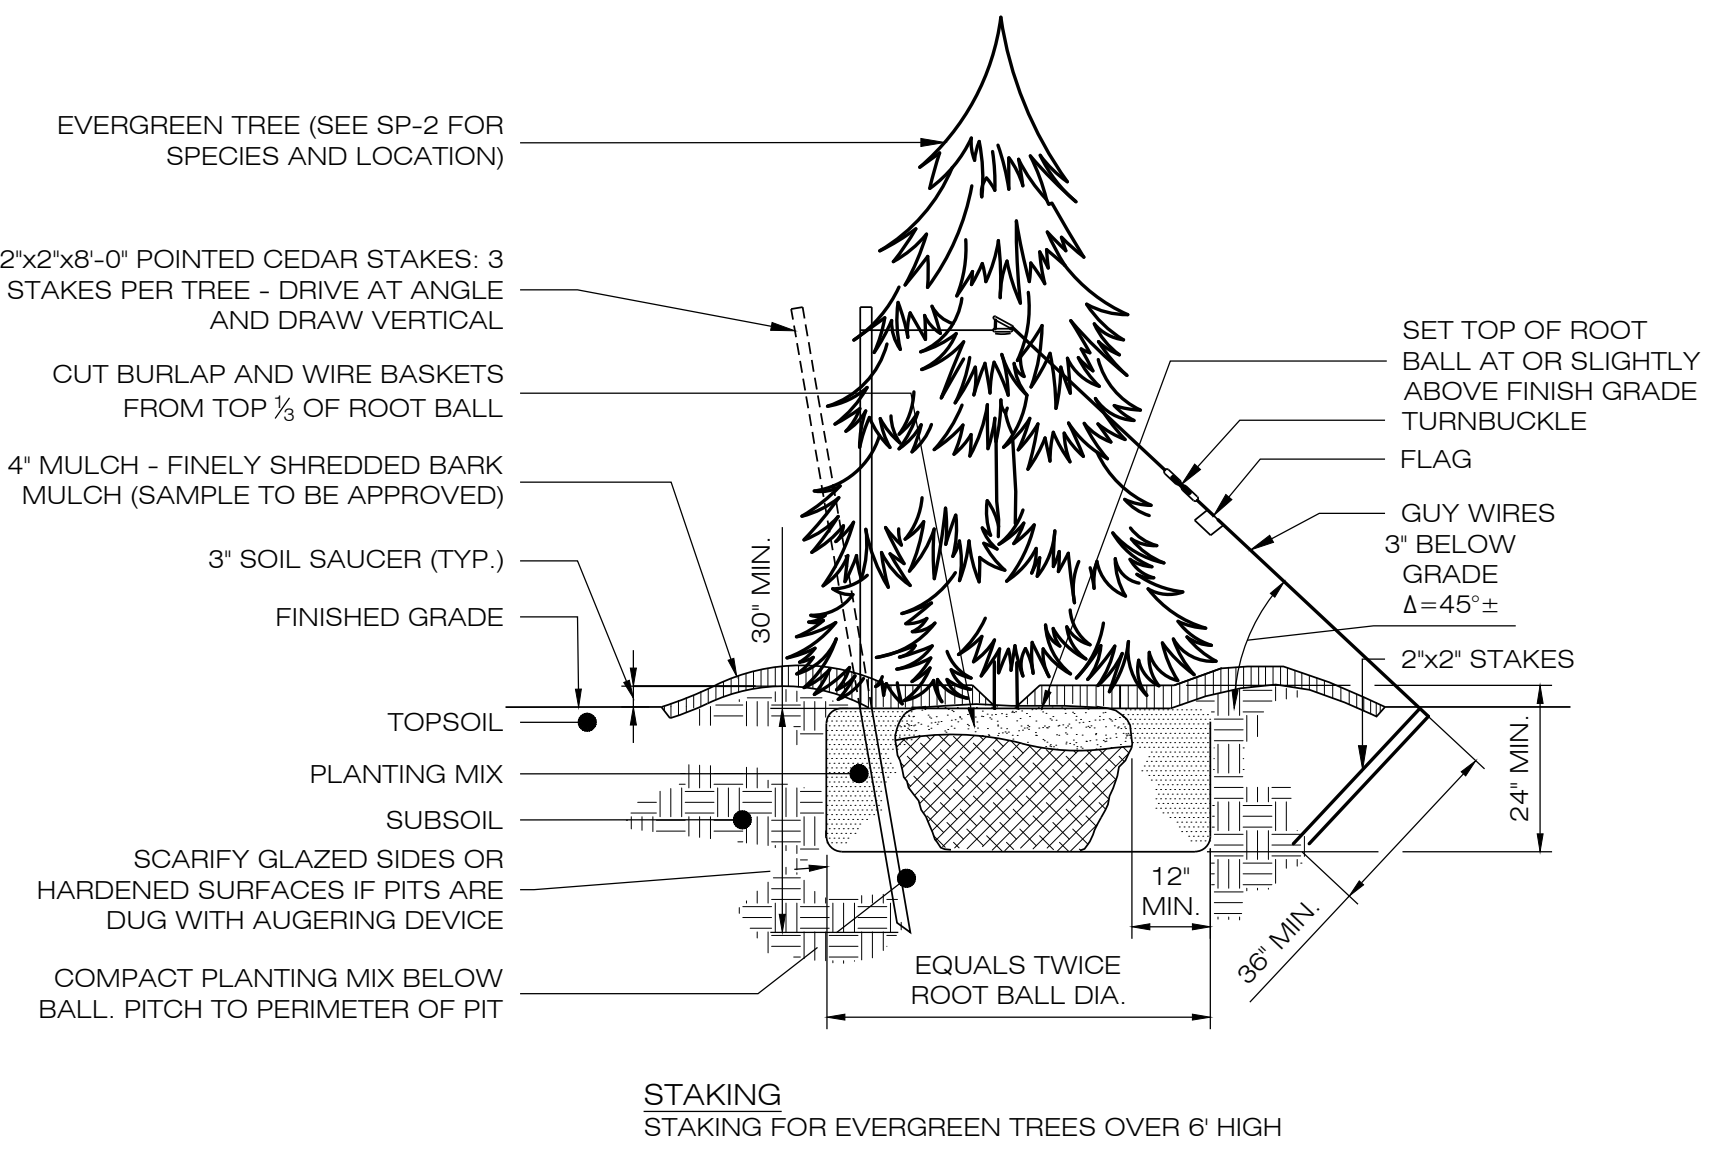 EVERGREEN TREE (SEE SP-2 FOR
SPECIES AND LOCATION)
2"x2"x8'-0" POINTED CEDAR STAKES: 3
STAKES PER TREE - DRIVE AT ANGLE
AND DRAW VERTICAL
CUT BURLAP AND WIRE BASKETS
FROM TOP 1/3 OF ROOT BALL
4" MULCH - FINELY SHREDDED BARK
MULCH (SAMPLE TO BE APPROVED)
3" SOIL SAUCER (TYP.)
FINISHED GRADE
TOPSOIL
PLANTING MIX
SUBSOIL
SCARIFY GLAZED SIDES OR
HARDENED SURFACES IF PITS ARE
DUG WITH AUGERING DEVICE
COMPACT PLANTING MIX BELOW
BALL. PITCH TO PERIMETER OF PIT
30" MIN.
SET TOP OF ROOT
BALL AT OR SLIGHTLY
ABOVE FINISH GRADE
TURNBUCKLE
FLAG
GUY WIRES
3" BELOW
GRADE
Δ=45°±
2"x2" STAKES
24" MIN.
36" MIN.
12"
MIN.
EQUALS TWICE
ROOT BALL DIA.
STAKING
STAKING FOR EVERGREEN TREES OVER 6' HIGH